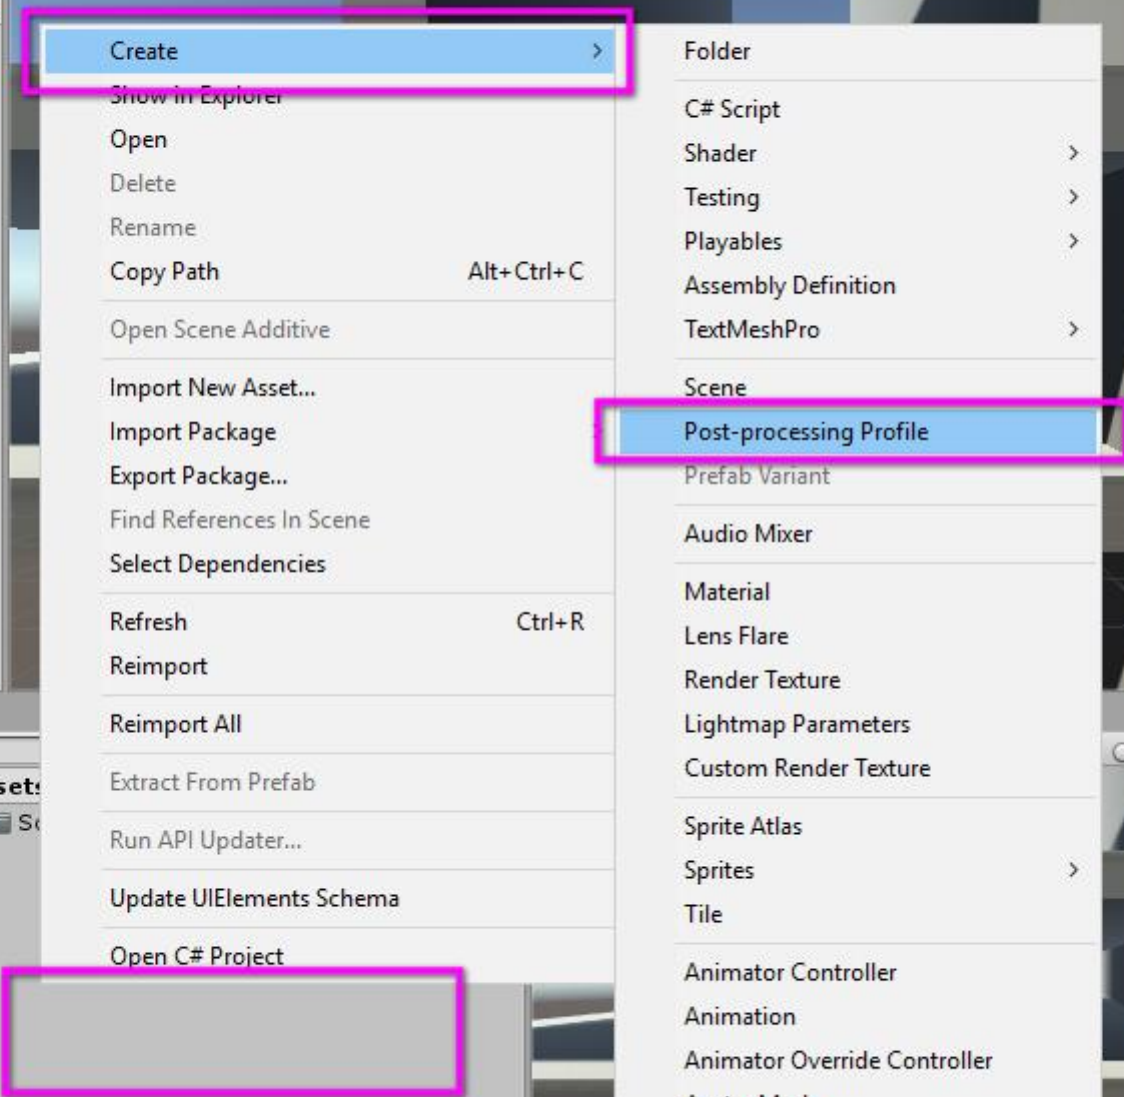 Create
Show in Explorer
Open
Delete
Rename
Copy Path Alt+Ctrl+C
Open Scene Additive
Import New Asset...
Import Package
Export Package...
Find References In Scene
Select Dependencies
Refresh Ctrl+R
Reimport
Reimport All
Extract From Prefab
Run API Updater...
Update UIElements Schema
Open C# Project
Folder
C# Script
Shader
Testing
Playables
Assembly Definition
TextMeshPro
Scene
Post-processing Profile
Prefab Variant
Audio Mixer
Material
Lens Flare
Render Texture
Lightmap Parameters
Custom Render Texture
Sprite Atlas
Sprites
Tile
Animator Controller
Animation
Animator Override Controller